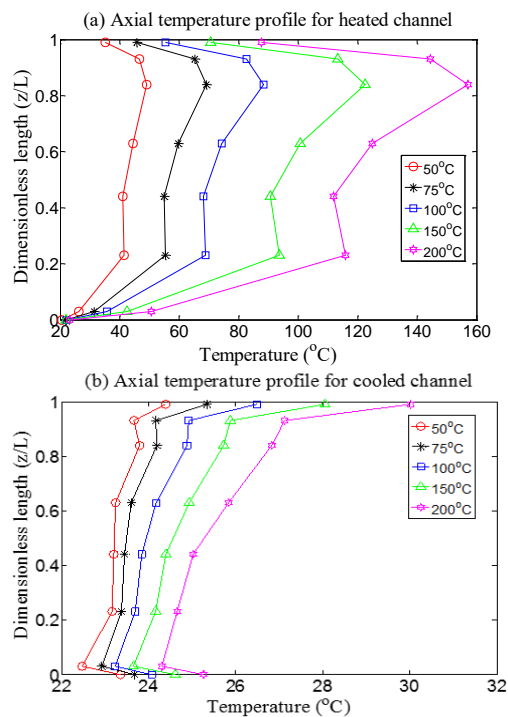 (a) Axial temperature profile for heated channel
Dimensionless length (z/L)
1
0.8
0.6
0.4
0.2
0
20 40 60 80 100 120 140 160
50°C
75°C
100°C
150°C
200°C
Temperature (°C)
(b) Axial temperature profile for cooled channel
Dimensionless length (z/L)
1
0.8
0.6
0.4
0.2
0
22 24 26 28 30 32
50°C
75°C
100°C
150°C
200°C
Temperature (°C)